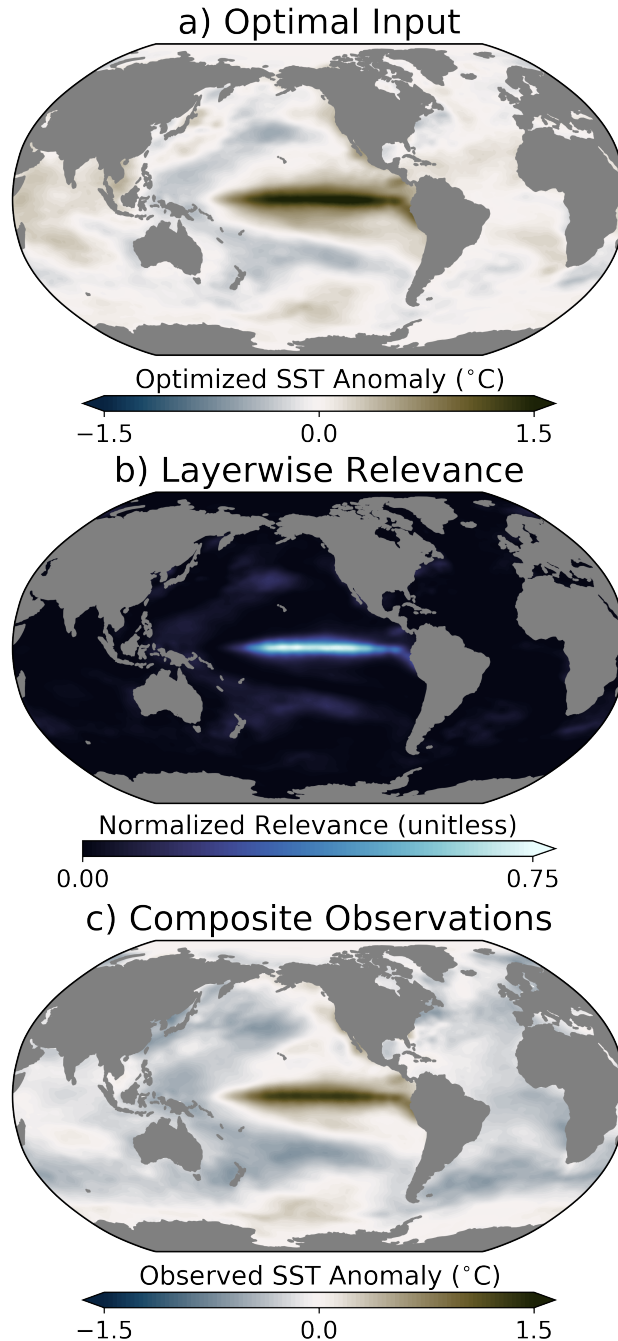 a) Optimal Input
Optimized SST Anomaly (°C)
−1.5 0.0 1.5
b) Layerwise Relevance
Normalized Relevance (unitless)
0.00 0.75
c) Composite Observations
Observed SST Anomaly (°C)
−1.5 0.0 1.5